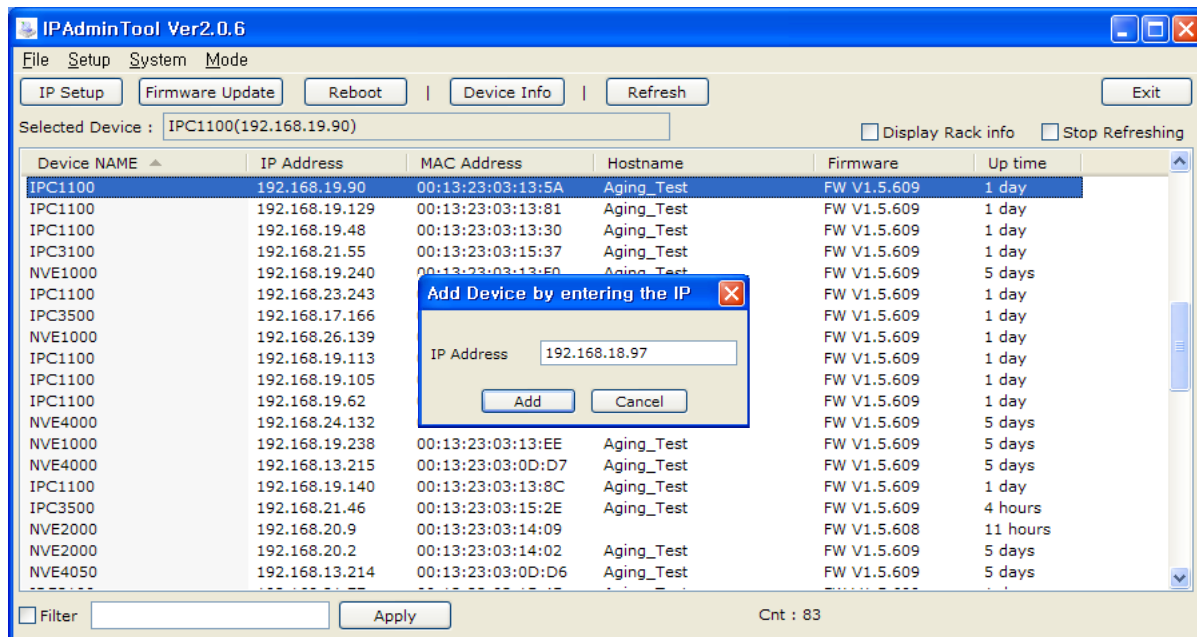 IPAdminTool Ver2.0.6
File Setup System Mode
IP Setup Firmware Update Reboot | Device Info | Refresh Exit
Selected Device : IPC1100(192.168.19.90) Display Rack info Stop Refreshing
Device NAME IP Address MAC Address Hostname Firmware Up time
IPC1100 192.168.19.90 00:13:23:03:13:5A Aging_Test FW V1.5.609 1 day
IPC1100 192.168.19.129 00:13:23:03:13:81 Aging_Test FW V1.5.609 1 day
IPC1100 192.168.19.48 00:13:23:03:13:30 Aging_Test FW V1.5.609 1 day
IPC3100 192.168.21.55 00:13:23:03:15:37 Aging_Test FW V1.5.609 1 day
NVE1000 192.168.19.240 00:13:23:03:13:F0 Aging_Test FW V1.5.609 5 days
IPC1100 192.168.23.243 FW V1.5.609 1 day
IPC3500 192.168.17.166 FW V1.5.609 1 day
NVE1000 192.168.26.139 FW V1.5.609 1 day
IPC1100 192.168.19.113 FW V1.5.609 1 day
IPC1100 192.168.19.105 FW V1.5.609 1 day
IPC1100 192.168.19.62 FW V1.5.609 1 day
NVE4000 192.168.24.132 FW V1.5.609 5 days
Add Device by entering the IP
IP Address 192.168.18.97
Add Cancel
NVE1000 192.168.19.238 00:13:23:03:13:EE Aging_Test FW V1.5.609 5 days
NVE4000 192.168.13.215 00:13:23:03:0D:D7 Aging_Test FW V1.5.609 5 days
IPC1100 192.168.19.140 00:13:23:03:13:8C Aging_Test FW V1.5.609 1 day
IPC3500 192.168.21.46 00:13:23:03:15:2E Aging_Test FW V1.5.609 4 hours
NVE2000 192.168.20.9 00:13:23:03:14:09 FW V1.5.608 11 hours
NVE2000 192.168.20.2 00:13:23:03:14:02 Aging_Test FW V1.5.609 5 days
NVE4050 192.168.13.214 00:13:23:03:0D:D6 Aging_Test FW V1.5.609 5 days
Filter Apply Cnt : 83